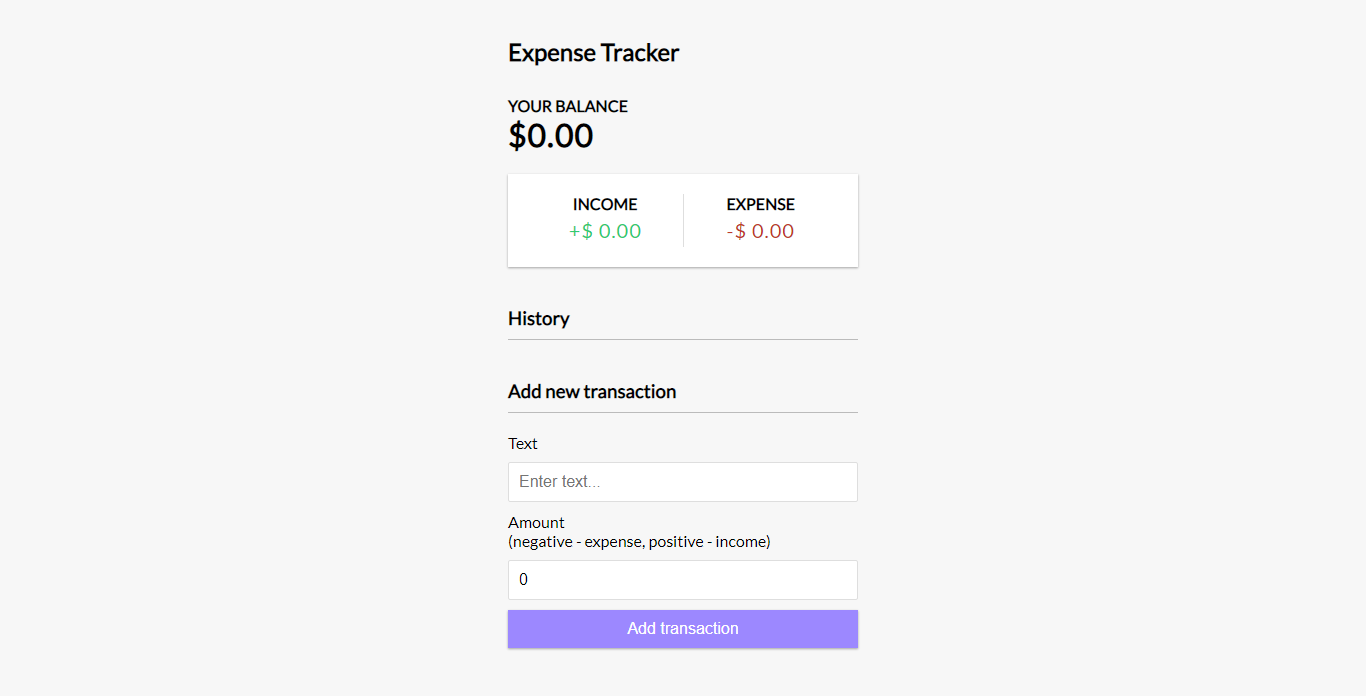 Expense Tracker
YOUR BALANCE
$0.00
INCOME
EXPENSE
+$ 0.00
-$ 0.00
History
Add new transaction
Text
Enter text...
Amount
(negative - expense, positive - income)
0
Add transaction